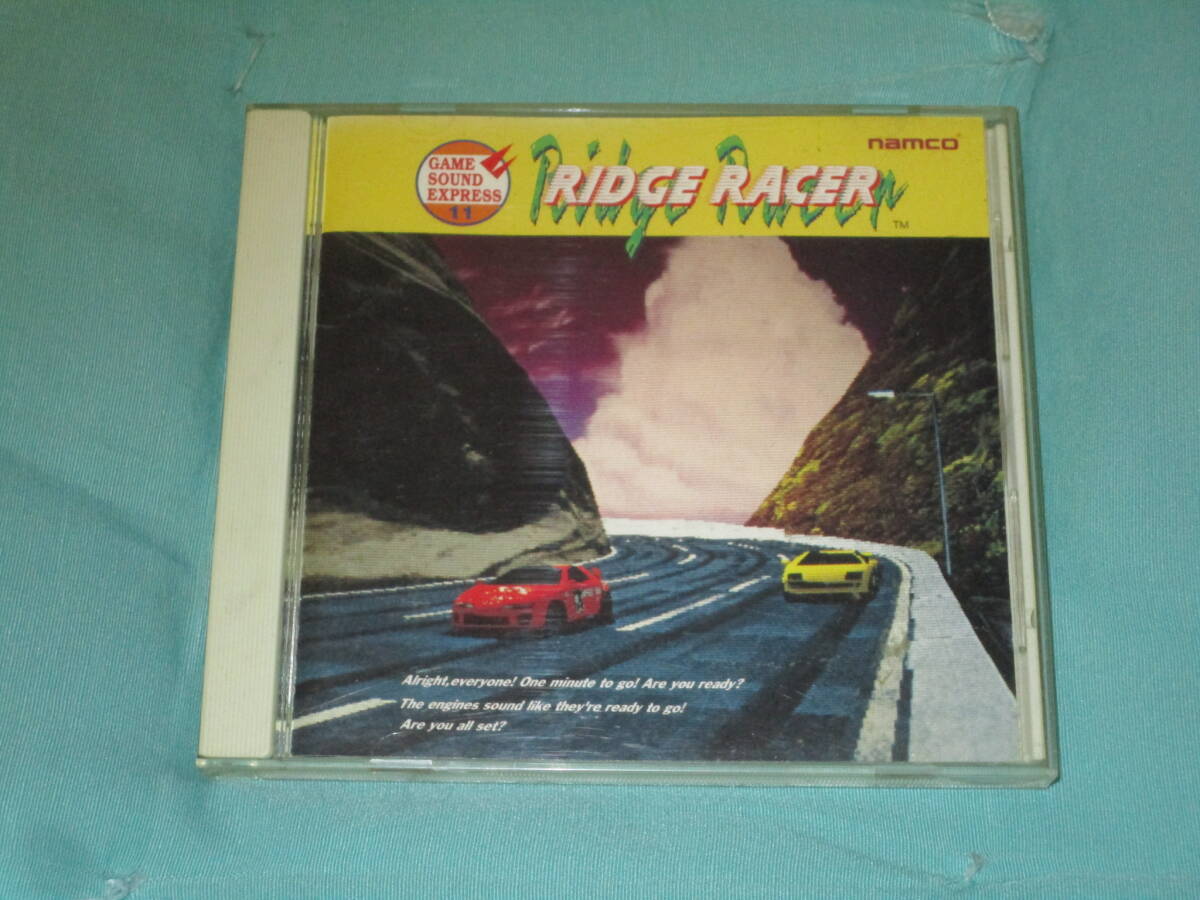 GAME
SOUND
EXPRESS
11
Ridge Racer
RIDGE RACER
TM
namco
Alright,everyone! One minute to go! Are you ready?
The engines sound like they're ready to go!
Are you all set?